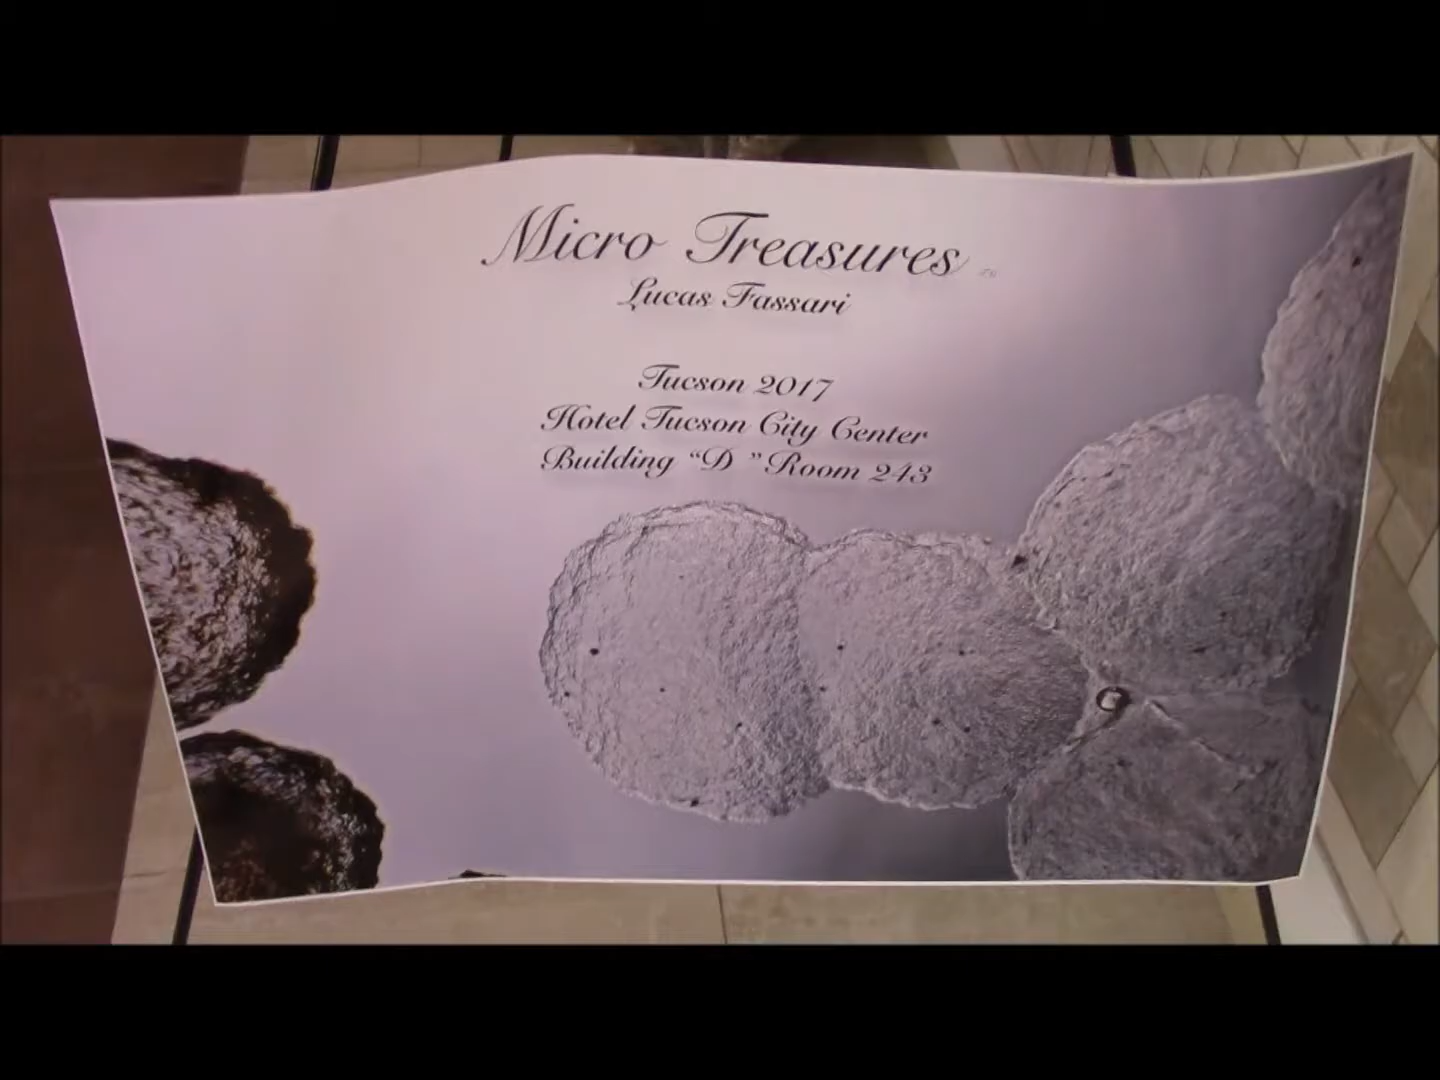 Micro Treasures
Lucas Fassari
Tucson 2017
Hotel Tucson City Center
Building “D ” Room 243